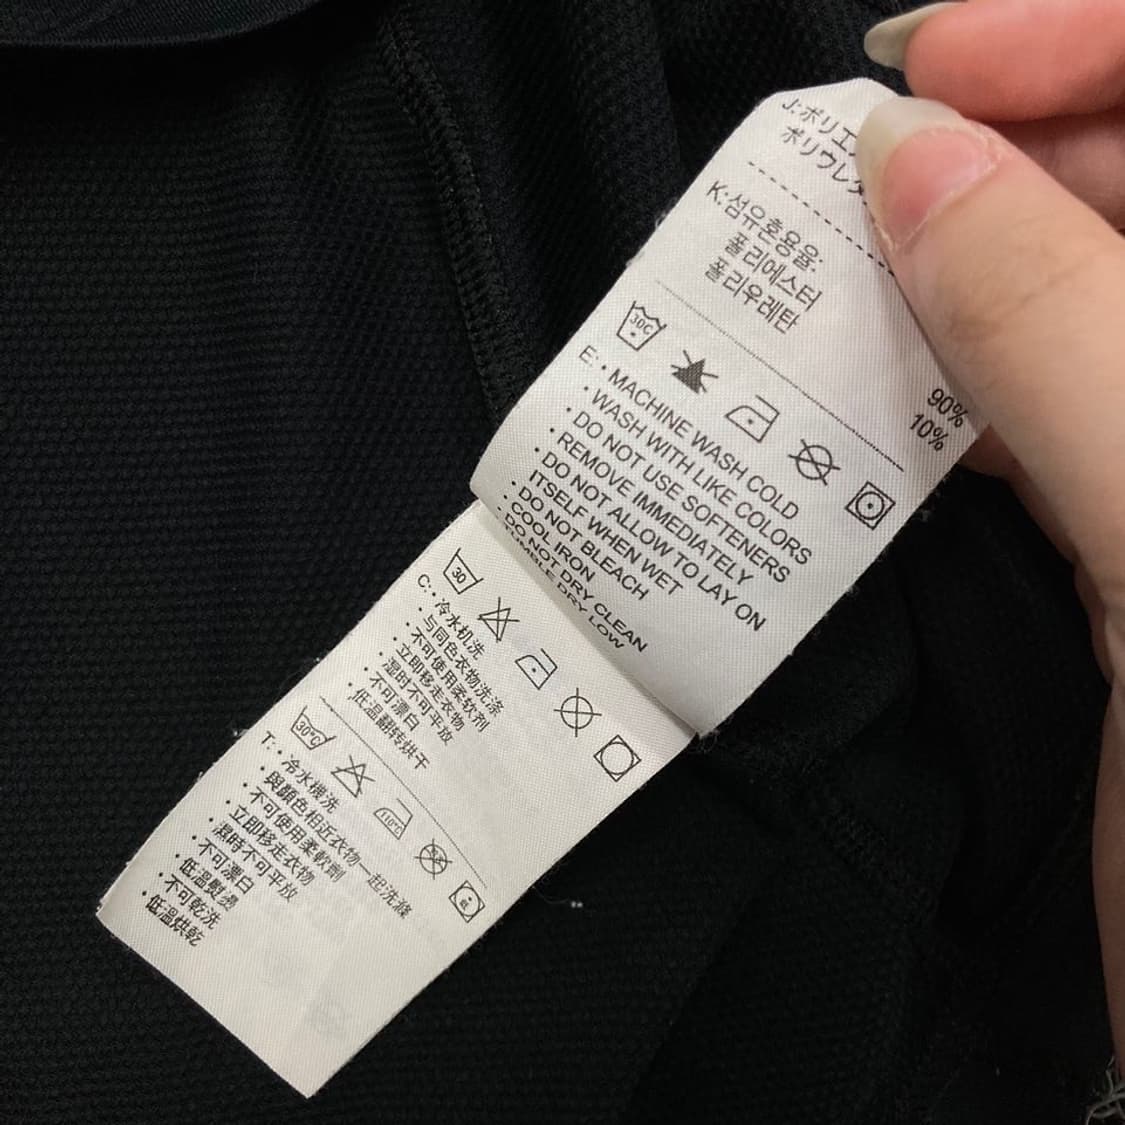 J:ポリエ
ポリウレタ
K:섬유혼용율:
폴리에스터
폴리우레탄
90%
10%
30C
E: • MACHINE WASH COLD
• WASH WITH LIKE COLORS
• DO NOT USE SOFTENERS
• REMOVE IMMEDIATELY
• DO NOT ALLOW TO LAY ON
ITSELF WHEN WET
• DO NOT BLEACH
• COOL IRON
• DO NOT DRY CLEAN
TUMBLE DRY LOW
30
C: • 冷水机洗
• 与同色衣物洗涤
• 不可使用柔软剂
• 立即移走衣物
• 湿时不可平放
• 不可漂白
• 低温翻转烘干
30°C
110°C
T: • 冷水機洗
• 與顏色相近衣物一起洗滌
• 不可使用柔軟劑
• 立即移走衣物
• 濕時不可平放
• 不可漂白
• 低溫熨燙
• 不可乾洗
• 低溫烘乾